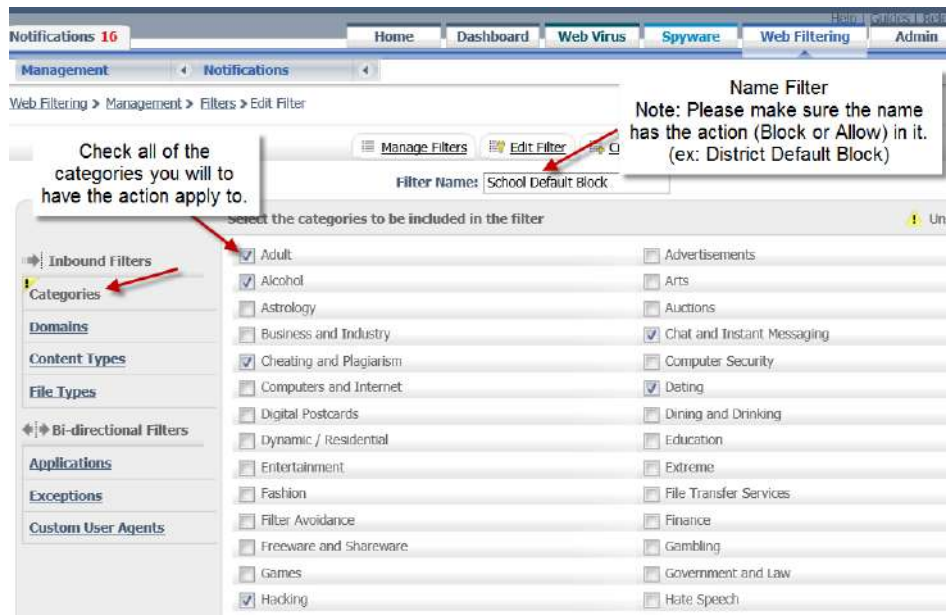 Help | Guides |
Notifications 16
Home Dashboard Web Virus Spyware Web Filtering Admin
Management Notifications
Web Filtering > Management > Filters > Edit Filter
Name Filter
Note: Please make sure the name
has the action (Block or Allow) in it.
(ex: District Default Block)
Manage Filters Edit Filter
Check all of the
categories you will to
have the action apply to.
Filter Name: School Default Block
Select the categories to be included in the filter
Inbound Filters
Categories
Domains
Content Types
File Types
Bi-directional Filters
Applications
Exceptions
Custom User Agents
Adult Advertisements
Alcohol Arts
Astrology Auctions
Business and Industry Chat and Instant Messaging
Cheating and Plagiarism Computer Security
Computers and Internet Dating
Digital Postcards Dining and Drinking
Dynamic / Residential Education
Entertainment Extreme
Fashion File Transfer Services
Filter Avoidance Finance
Freeware and Shareware Gambling
Games Government and Law
Hacking Hate Speech